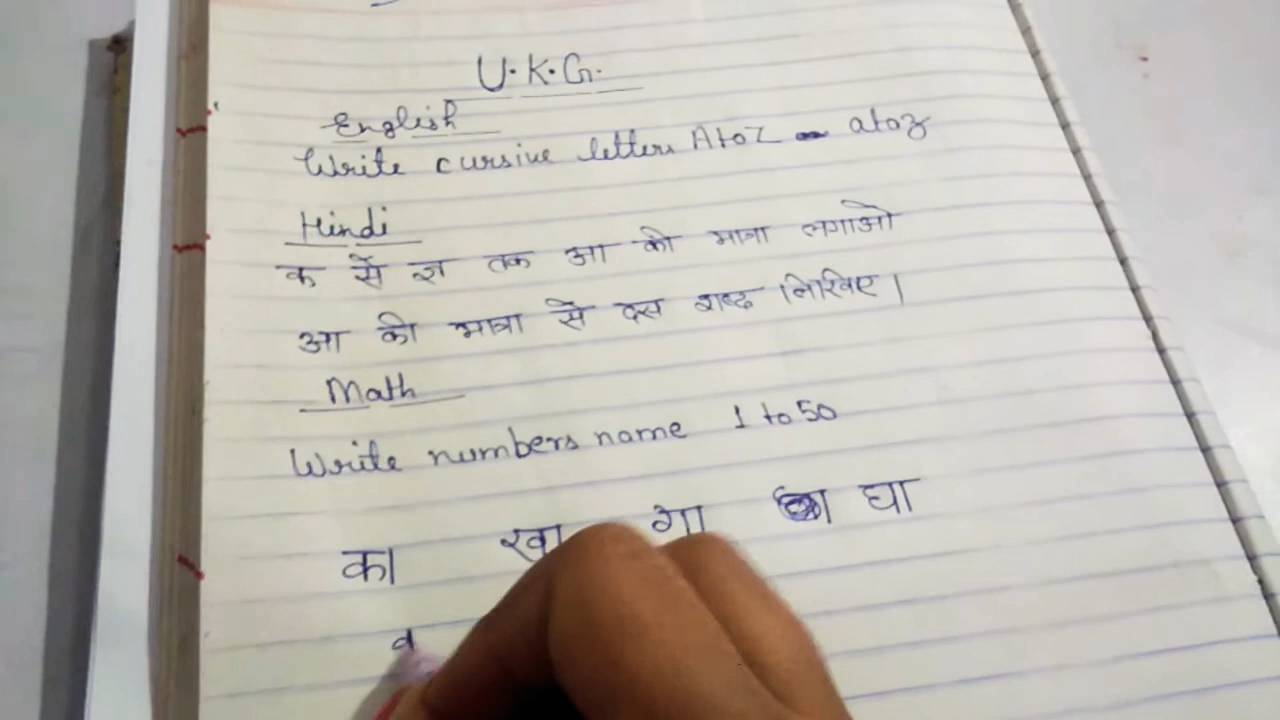 U.K.G.
English
Write cursive letters A to Z - a to z
Hindi
क से ज्ञ तक आ की मात्रा लगाओ
आ की मात्रा से दस शब्द लिखिए।
Math
Write numbers name 1 to 50
का खा गा घा